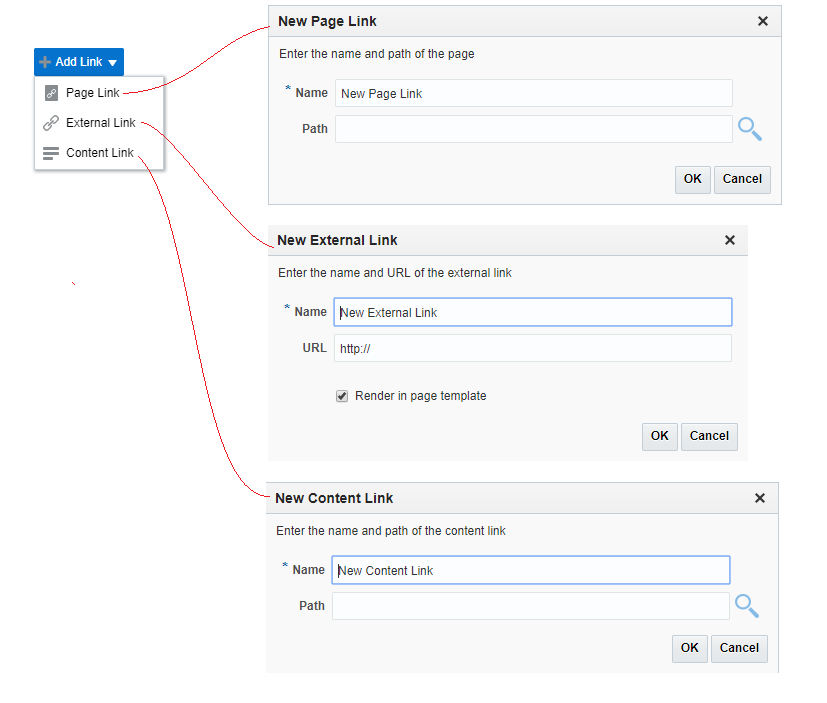 Add Link
Page Link
External Link
Content Link
New Page Link
Enter the name and path of the page
* Name New Page Link
Path
OK Cancel
New External Link
Enter the name and URL of the external link
* Name New External Link
URL http://
Render in page template
OK Cancel
New Content Link
Enter the name and path of the content link
* Name New Content Link
Path
OK Cancel